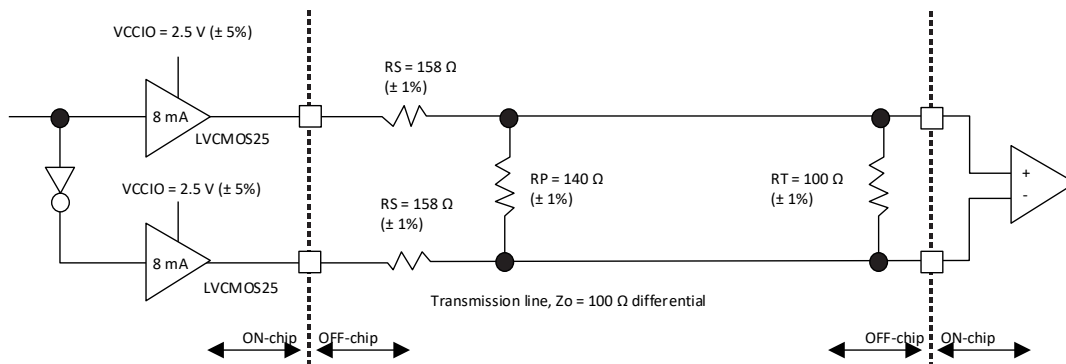 VCCIO = 2.5 V (± 5%)
8 mA
LVCMOS25
RS = 158 Ω
(± 1%)
RP = 140 Ω
(± 1%)
RT = 100 Ω
(± 1%)
+
-
VCCIO = 2.5 V (± 5%)
8 mA
LVCMOS25
RS = 158 Ω
(± 1%)
Transmission line, Zo = 100 Ω differential
ON-chip
OFF-chip
OFF-chip
ON-chip